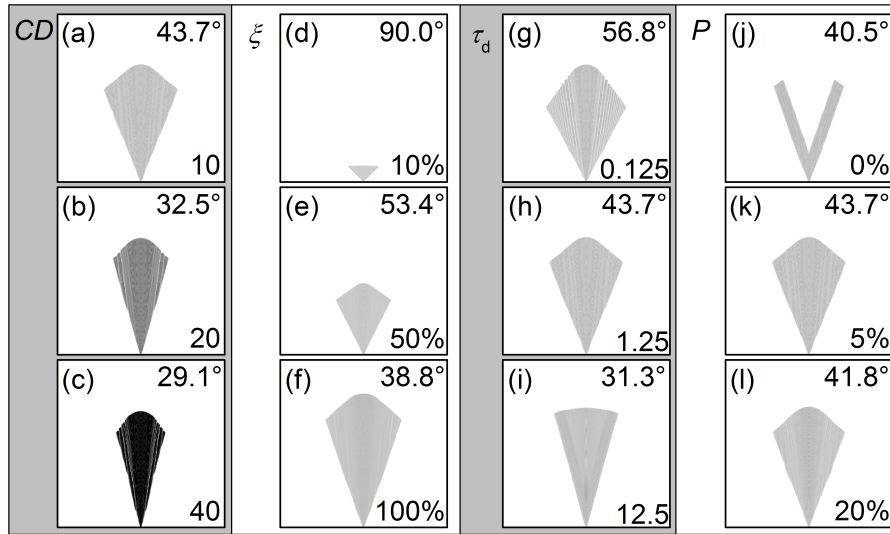 CD (a) 43.7° ξ (d) 90.0° τd (g) 56.8° P (j) 40.5°
10 10% 0.125 0%
(b) 32.5° (e) 53.4° (h) 43.7° (k) 43.7°
20 50% 1.25 5%
(c) 29.1° (f) 38.8° (i) 31.3° (l) 41.8°
40 100% 12.5 20%